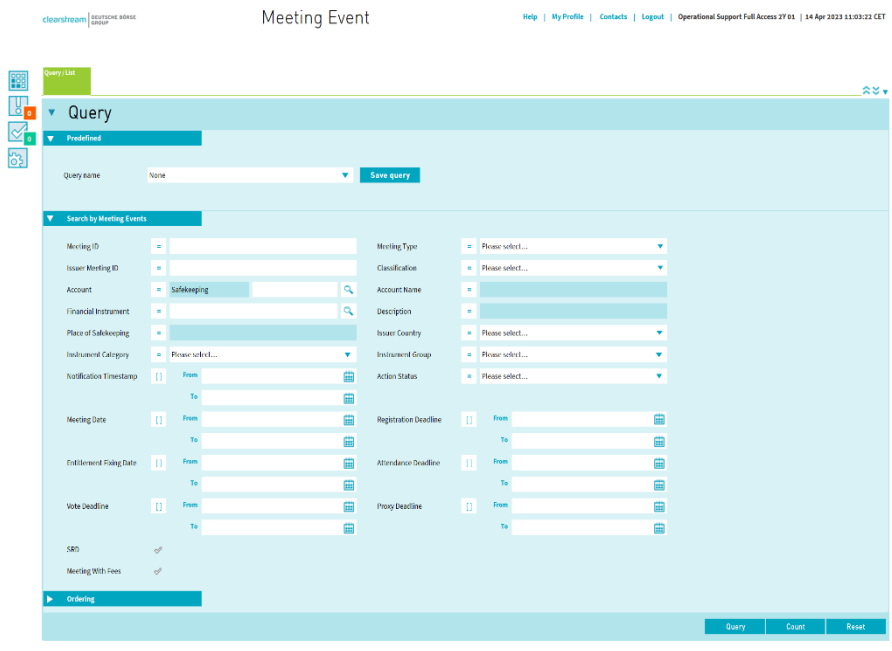 clearstream | DEUTSCHE BÖRSE GROUP
Meeting Event
Help | My Profile | Contacts | Logout | Operational Support Full Access 2Y 01 | 14 Apr 2023 11:03:22 CET
Query / List
0
0
Query
Predefined
Query name None Save query
Search by Meeting Events
Meeting ID = Meeting Type = Please select...
Issuer Meeting ID = Classification = Please select...
Account = Safekeeping Account Name =
Financial Instrument = Description =
Place of Safekeeping = Issuer Country = Please select...
Instrument Category = Please select... Instrument Group = Please select...
Notification Timestamp [ ] From Action Status = Please select...
To
Meeting Date [ ] From Registration Deadline [ ] From
To To
Entitlement Fixing Date [ ] From Attendance Deadline [ ] From
To To
Vote Deadline [ ] From Proxy Deadline [ ] From
To To
SRD
Meeting With Fees
Ordering
Query Count Reset